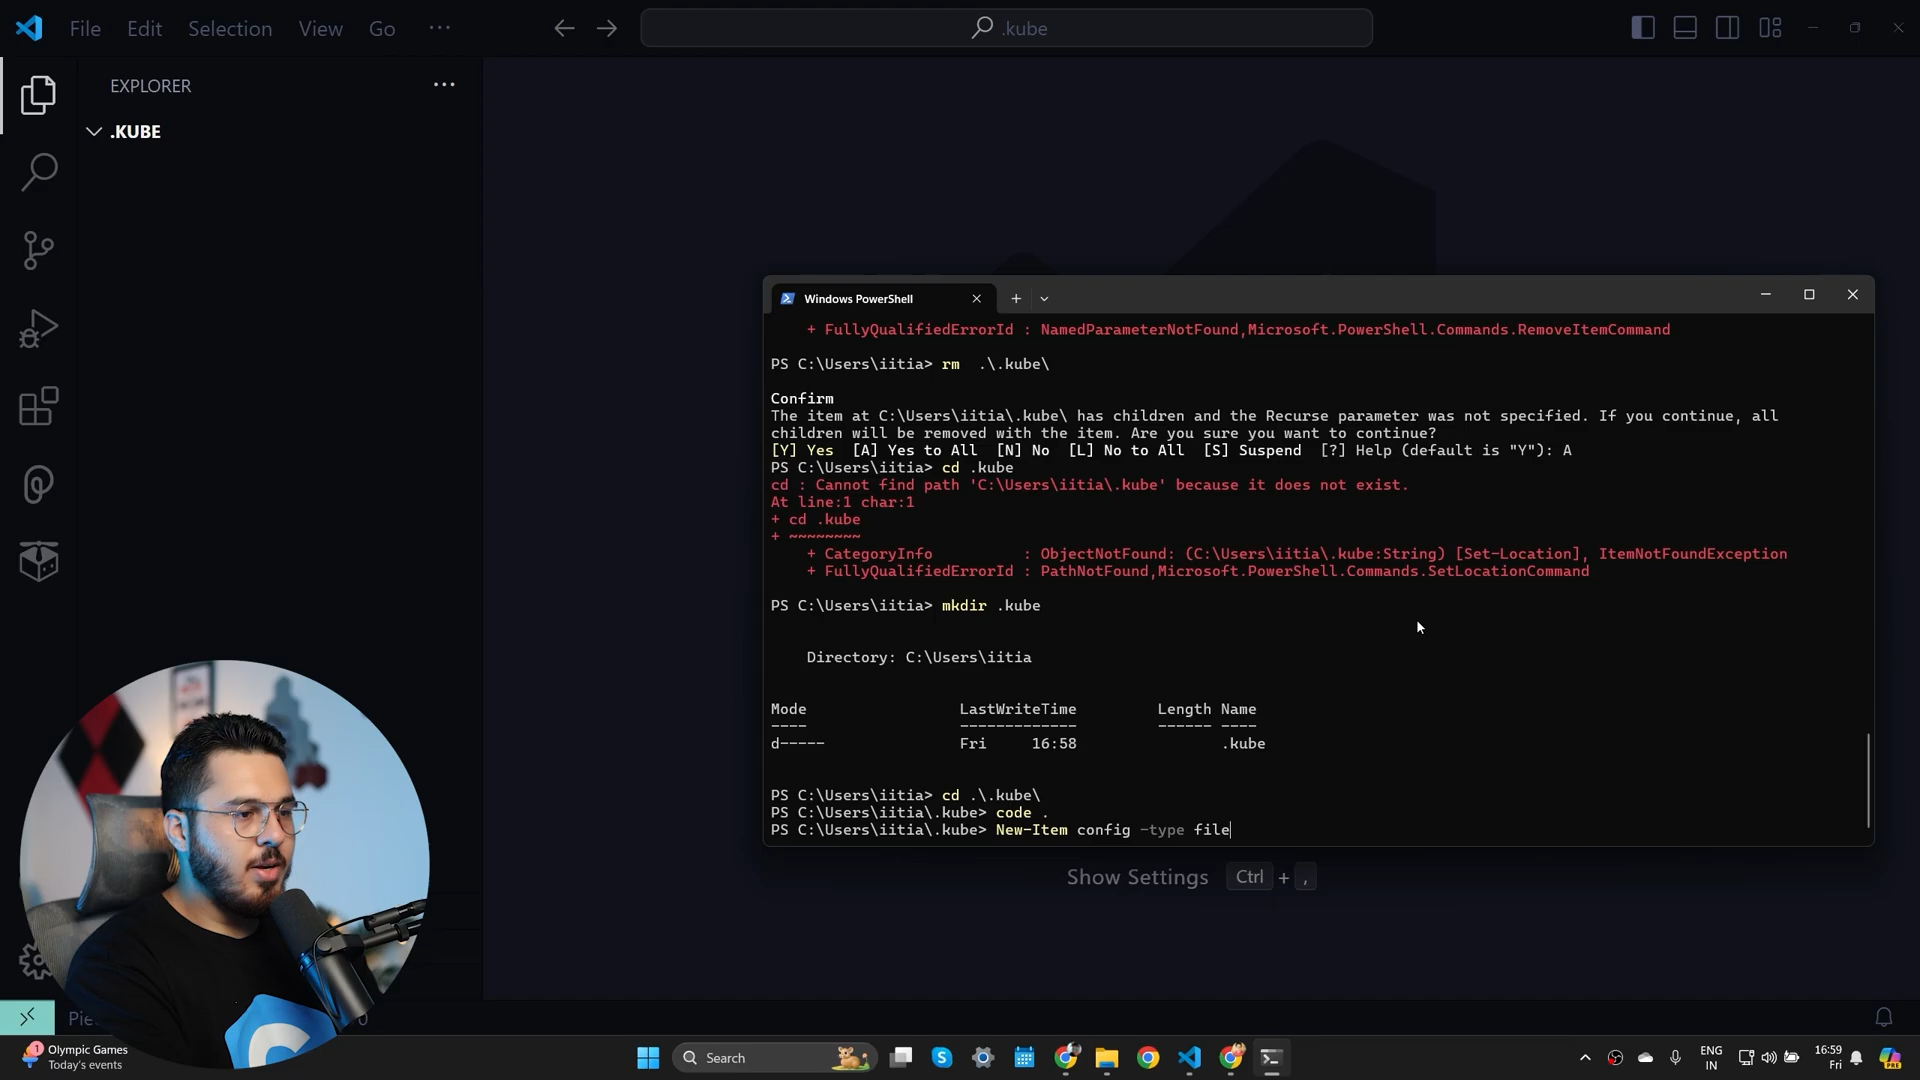 File Edit Selection View Go ···
.kube
EXPLORER ···
.KUBE
Windows PowerShell
+ FullyQualifiedErrorId : NamedParameterNotFound,Microsoft.PowerShell.Commands.RemoveItemCommand
PS C:\Users\iitia> rm  .\.kube\
Confirm
The item at C:\Users\iitia\.kube\ has children and the Recurse parameter was not specified. If you continue, all
children will be removed with the item. Are you sure you want to continue?
[Y] Yes  [A] Yes to All  [N] No  [L] No to All  [S] Suspend  [?] Help (default is "Y"): A
PS C:\Users\iitia> cd .kube
cd : Cannot find path 'C:\Users\iitia\.kube' because it does not exist.
At line:1 char:1
+ cd .kube
+ ~~~~~~~~
+ CategoryInfo          : ObjectNotFound: (C:\Users\iitia\.kube:String) [Set-Location], ItemNotFoundException
+ FullyQualifiedErrorId : PathNotFound,Microsoft.PowerShell.Commands.SetLocationCommand
PS C:\Users\iitia> mkdir .kube
Directory: C:\Users\iitia
Mode LastWriteTime Length Name
---- ------------- ------ ----
d----- Fri 16:58 .kube
PS C:\Users\iitia> cd .\.kube\
PS C:\Users\iitia\.kube> code .
PS C:\Users\iitia\.kube> New-Item config -type file
Show Settings Ctrl + ,
Olympic Games
Today's events
Search
ENG
IN
16:59
Fri